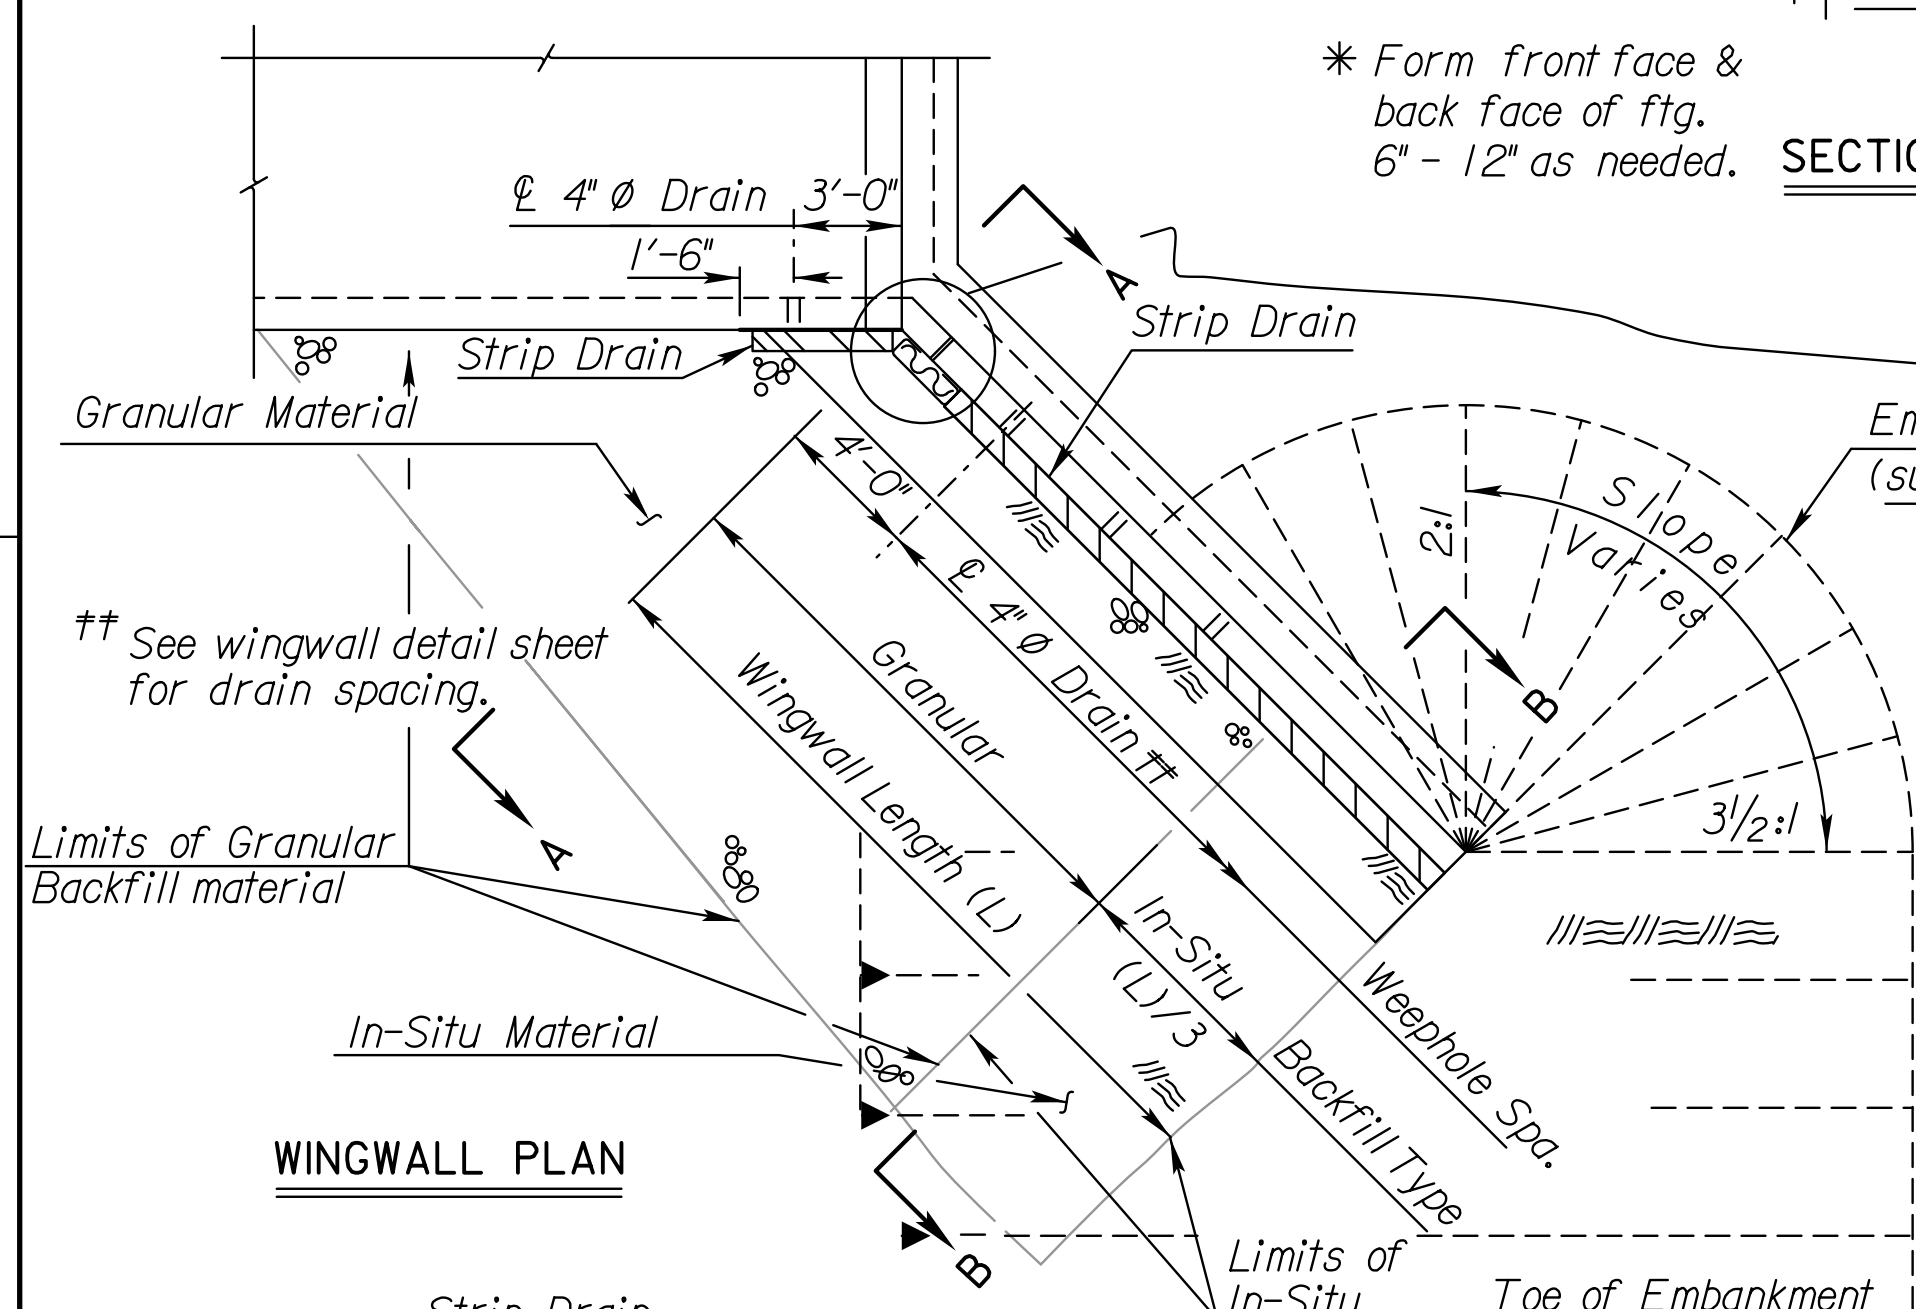 * Form front face &
back face of ftg.
6" - 12" as needed.
℄ 4" Ø Drain
3'-0"
1'-6"
A
Strip Drain
Strip Drain
Granular Material
4'-0"
2:1
Slope
Varies
‡‡ See wingwall detail sheet
for drain spacing.
℄ 4" Ø Drain ‡‡
Granular
Wingwall Length (L)
B
3½:1
Limits of Granular
Backfill material
A
In-Situ
(L)/3
Weephole Spa.
In-Situ Material
Backfill Type
WINGWALL PLAN
B
Limits of
In-Situ
Toe of Embankment
Strip Drain